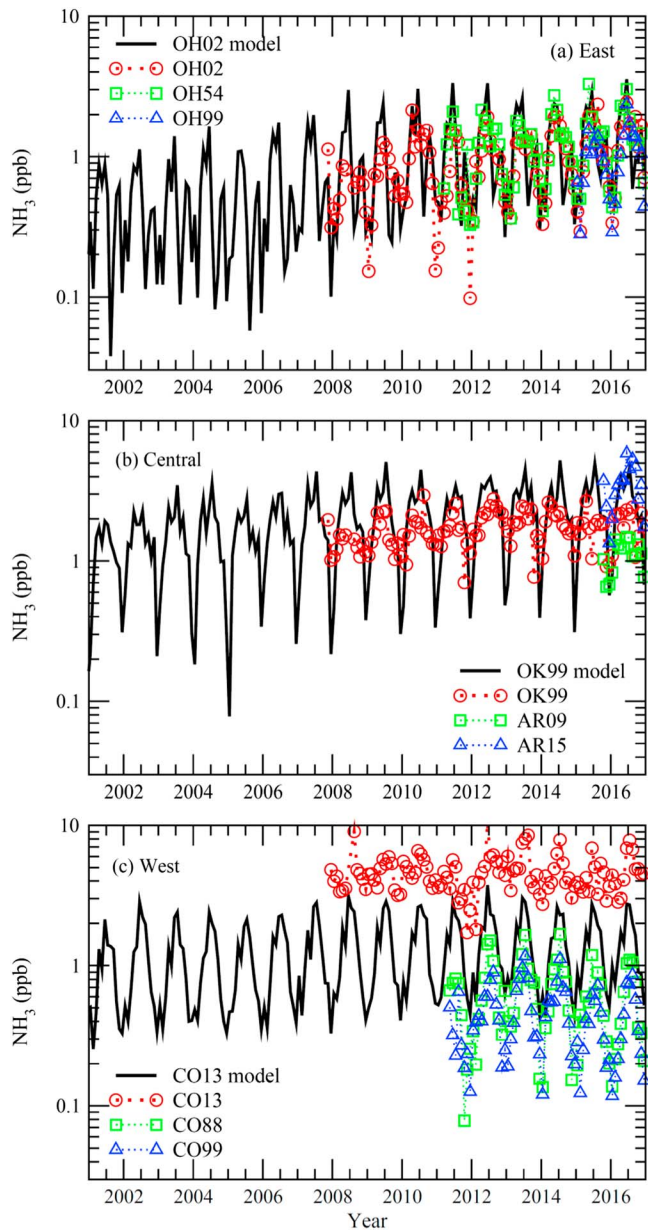 10
OH02 model
(a) East
OH02
OH54
OH99
NH3 (ppb)
1
0.1
2002 2004 2006 2008 2010 2012 2014 2016
10
(b) Central
NH3 (ppb)
1
OK99 model
OK99
0.1
AR09
AR15
2002 2004 2006 2008 2010 2012 2014 2016
10
(c) West
NH3 (ppb)
1
CO13 model
CO13
0.1
CO88
CO99
2002 2004 2006 2008 2010 2012 2014 2016
Year